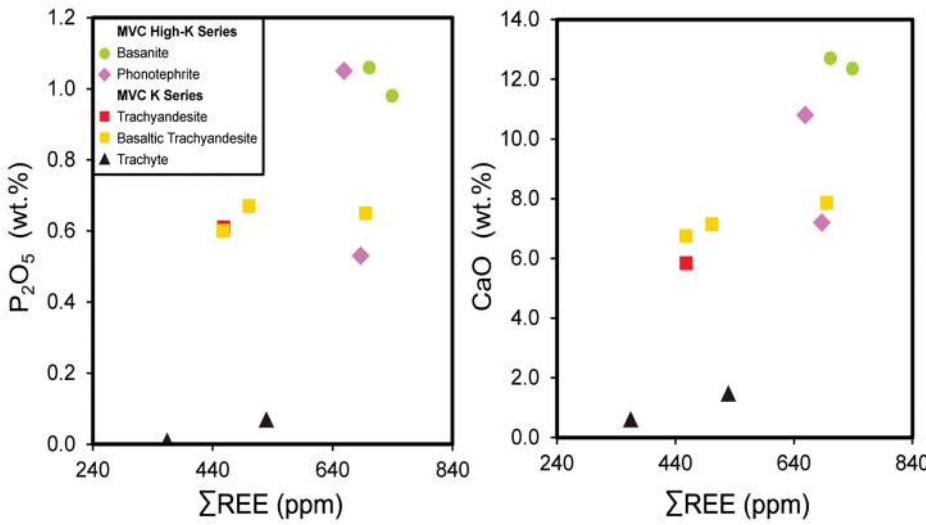 1.2
1.0
0.8
0.6
0.4
0.2
0.0
P₂O₅ (wt.%)
MVC High-K Series
Basanite
Phonotephrite
MVC K Series
Trachyandesite
Basaltic Trachyandesite
Trachyte
240 440 640 840
∑REE (ppm)
14.0
12.0
10.0
8.0
6.0
4.0
2.0
0.0
CaO (wt.%)
240 440 640 840
∑REE (ppm)